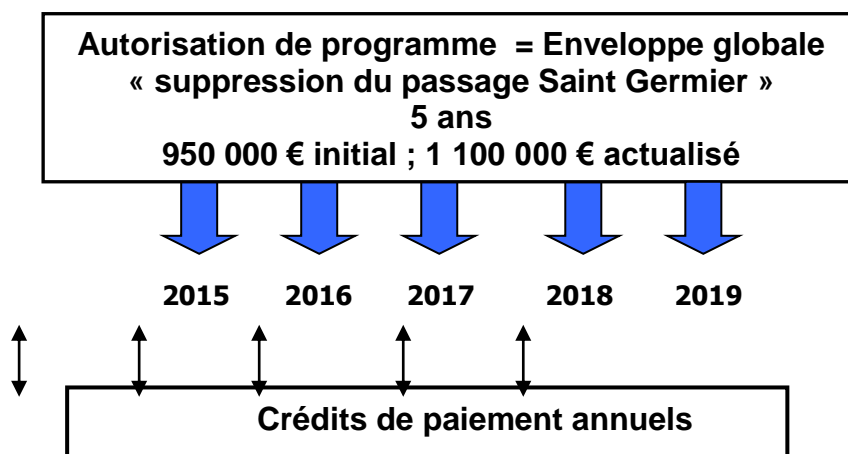 Autorisation de programme = Enveloppe globale
« suppression du passage Saint Germier »
5 ans
950 000 € initial ; 1 100 000 € actualisé
2015 2016 2017 2018 2019
Crédits de paiement annuels